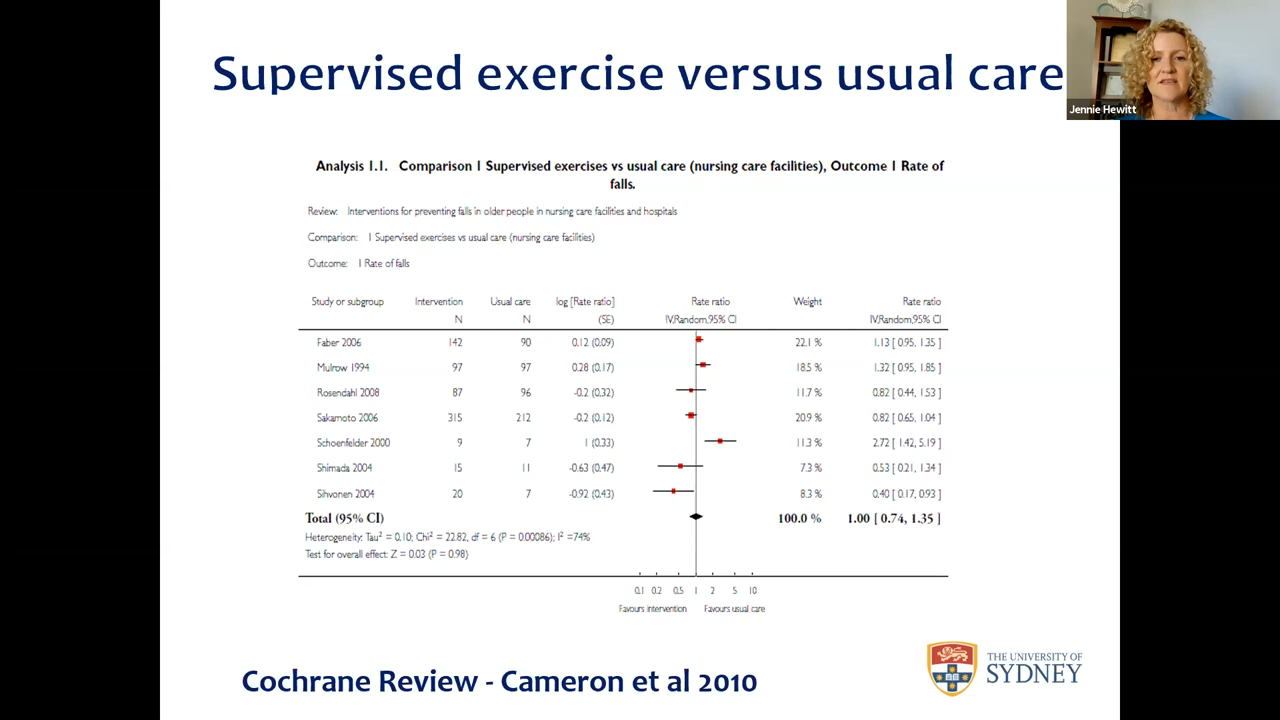 Supervised exercise versus usual care
Jennie Hewitt
Analysis 1.1. Comparison 1 Supervised exercises vs usual care (nursing care facilities), Outcome 1 Rate of
falls.
Review: Interventions for preventing falls in older people in nursing care facilities and hospitals
Comparison: 1 Supervised exercises vs usual care (nursing care facilities)
Outcome: 1 Rate of falls
Study or subgroup Intervention Usual care log [Rate ratio] Rate ratio Weight Rate ratio
N N (SE) IV,Random,95% CI IV,Random,95% CI
Faber 2006 142 90 0.12 (0.09) 22.1 % 1.13 [ 0.95, 1.35 ]
Mulrow 1994 97 97 0.28 (0.17) 18.5 % 1.32 [ 0.95, 1.85 ]
Rosendahl 2008 87 96 -0.2 (0.32) 11.7 % 0.82 [ 0.44, 1.53 ]
Sakamoto 2006 315 212 -0.2 (0.12) 20.9 % 0.82 [ 0.65, 1.04 ]
Schoenfelder 2000 9 7 1 (0.33) 11.3 % 2.72 [ 1.42, 5.19 ]
Shimada 2004 15 11 -0.63 (0.47) 7.3 % 0.53 [ 0.21, 1.34 ]
Sihvonen 2004 20 7 -0.92 (0.43) 8.3 % 0.40 [ 0.17, 0.93 ]
Total (95% CI) 100.0 % 1.00 [ 0.74, 1.35 ]
Heterogeneity: Tau² = 0.10; Chi² = 22.82, df = 6 (P = 0.00086); I² =74%
Test for overall effect: Z = 0.03 (P = 0.98)
0.1 0.2 0.5 1 2 5 10
Favours intervention Favours usual care
Cochrane Review - Cameron et al 2010
THE UNIVERSITY OF
SYDNEY